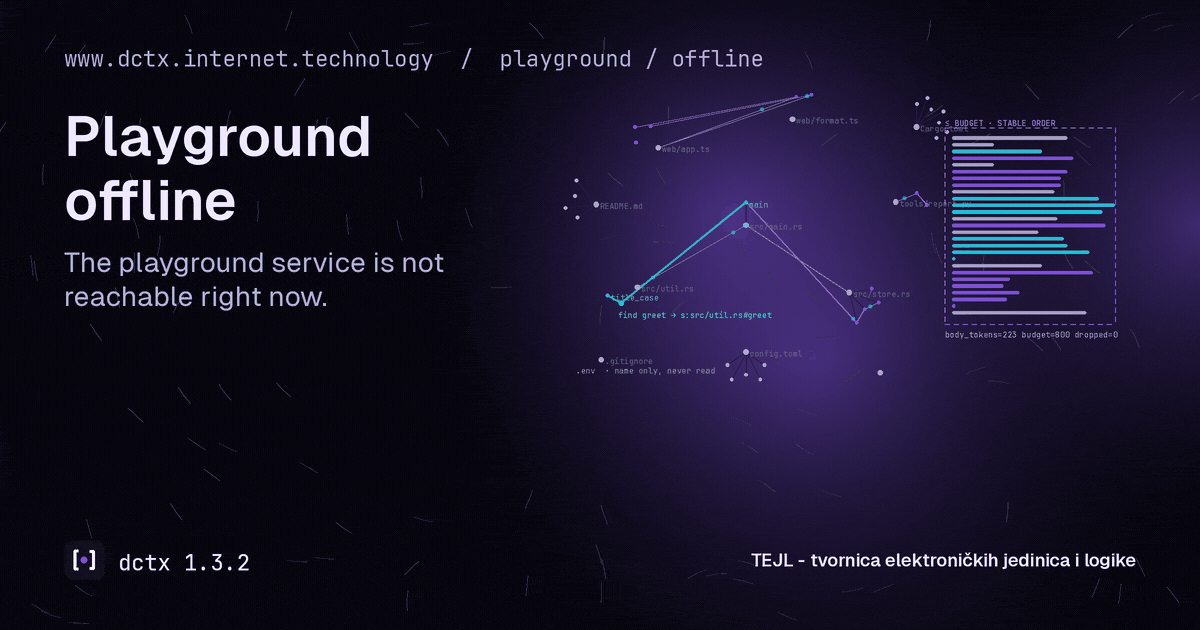 www.dctx.internet.technology / playground / offline
Playground
offline
The playground service is not
reachable right now.
web/format.ts
web/app.ts
≤ BUDGET · STABLE ORDER
README.md
main
src/main.rs
src/util.rs
title_case
find greet → s:src/util.rs#greet
src/store.rs
config.toml
.gitignore
.env · name only, never read
body_tokens=223 budget=800 dropped=0
dctx 1.3.2
TEJL - tvornica elektroničkih jedinica i logike